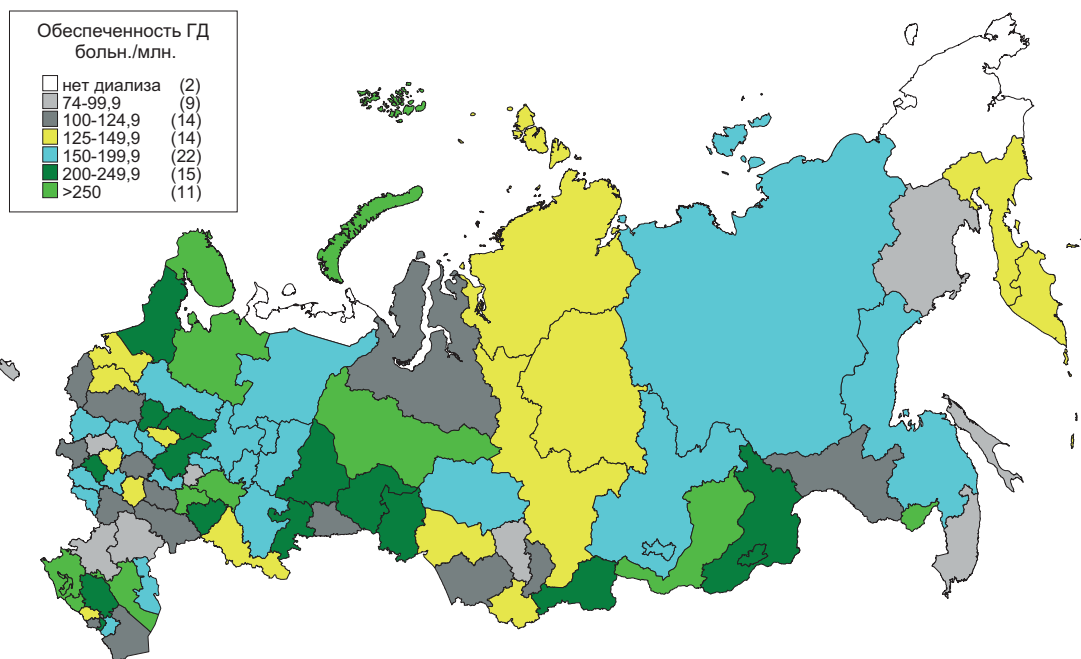 Обеспеченность ГД
больн./млн.
нет диализа (2)
74-99,9 (9)
100-124,9 (14)
125-149,9 (14)
150-199,9 (22)
200-249,9 (15)
>250 (11)